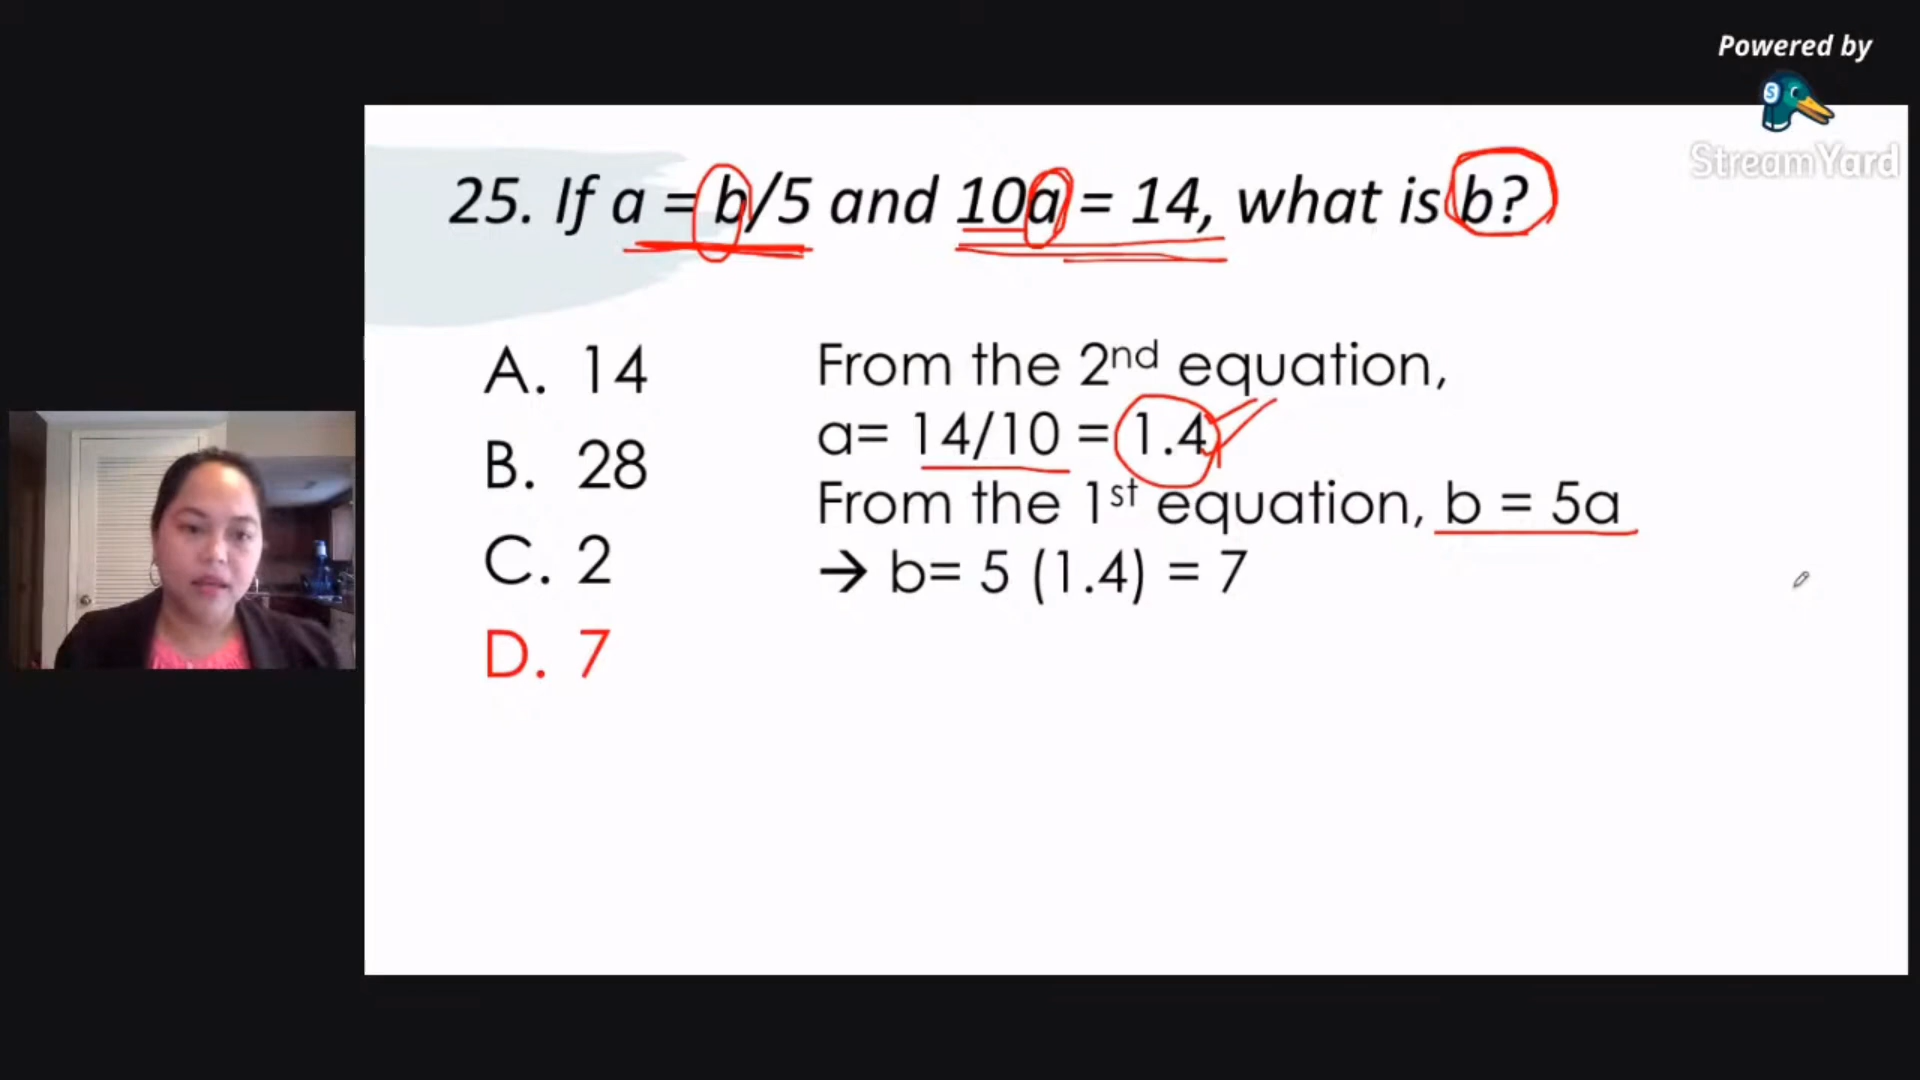 Powered by
StreamYard
25. If a = b/5 and 10a = 14, what is b?
A. 14
B. 28
C. 2
D. 7
From the 2nd equation,
a= 14/10 = 1.4
From the 1st equation, b = 5a
→ b= 5 (1.4) = 7